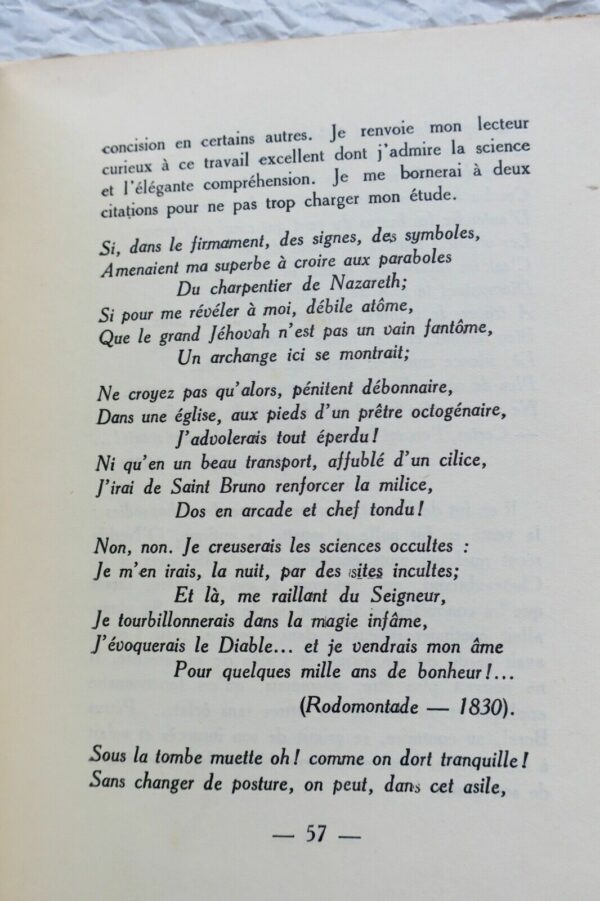 concision en certains autres. Je renvoie mon lecteur
curieux à ce travail excellent dont j'admire la science
et l'élégante compréhension. Je me bornerai à deux
citations pour ne pas trop charger mon étude.
Si, dans le firmament, des signes, des symboles,
Amenaient ma superbe à croire aux paraboles
Du charpentier de Nazareth;
Si pour me révéler à moi, débile atôme,
Que le grand Jéhovah n'est pas un vain fantôme,
Un archange ici se montrait;
Ne croyez pas qu'alors, pénitent débonnaire,
Dans une église, aux pieds d'un prêtre octogénaire,
J'advolerais tout éperdu!
Ni qu'en un beau transport, affublé d'un cilice,
J'irai de Saint Bruno renforcer la milice,
Dos en arcade et chef tondu!
Non, non. Je creuserais les sciences occultes :
Je m'en irais, la nuit, par des sites incultes;
Et là, me raillant du Seigneur,
Je tourbillonnerais dans la magie infâme,
J'évoquerais le Diable... et je vendrais mon âme
Pour quelques mille ans de bonheur!...
(Rodomontade — 1830).
Sous la tombe muette oh! comme on dort tranquille!
Sans changer de posture, on peut, dans cet asile,
— 57 —